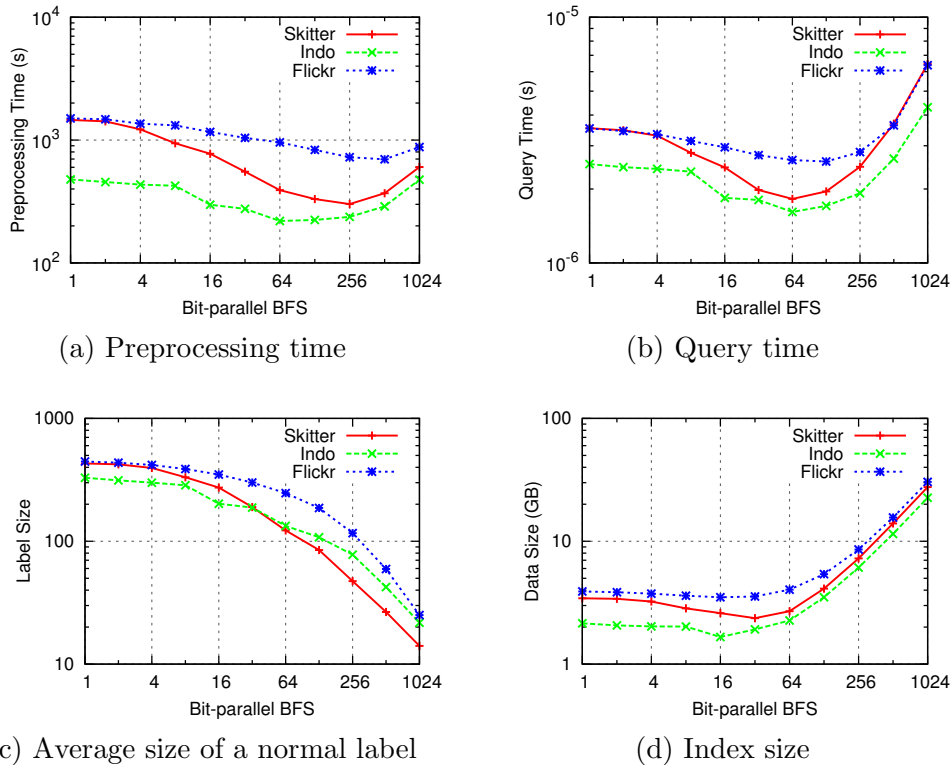 10^4
10^3
10^2
Preprocessing Time (s)
Skitter
Indo
Flickr
1 4 16 64 256 1024
Bit-parallel BFS
(a) Preprocessing time
10^-5
10^-6
Query Time (s)
Skitter
Indo
Flickr
1 4 16 64 256 1024
Bit-parallel BFS
(b) Query time
1000
100
10
Label Size
Skitter
Indo
Flickr
1 4 16 64 256 1024
Bit-parallel BFS
c) Average size of a normal label
100
10
1
Data Size (GB)
Skitter
Indo
Flickr
1 4 16 64 256 1024
Bit-parallel BFS
(d) Index size